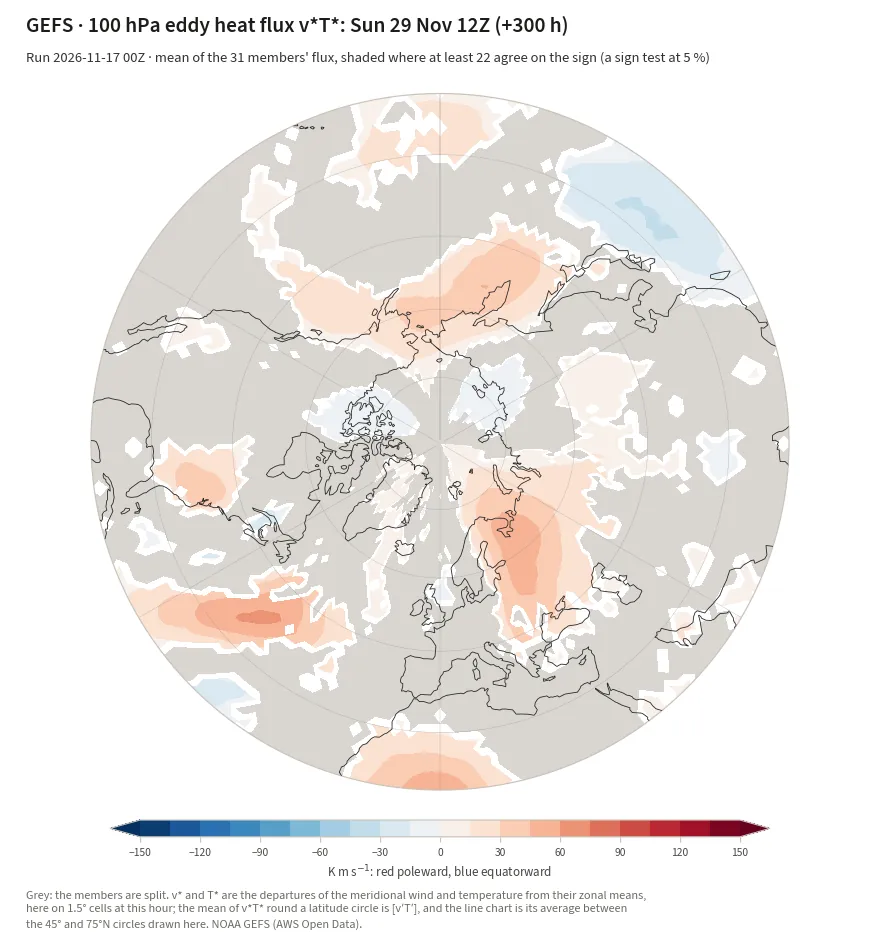 GEFS · 100 hPa eddy heat flux v*T*: Sun 29 Nov 12Z (+300 h)
Run 2026-11-17 00Z · mean of the 31 members' flux, shaded where at least 22 agree on the sign (a sign test at 5 %)
−150 −120 −90 −60 −30 0 30 60 90 120 150
K m s⁻¹: red poleward, blue equatorward
Grey: the members are split. v* and T* are the departures of the meridional wind and temperature from their zonal means,
here on 1.5° cells at this hour; the mean of v*T* round a latitude circle is [v′T′], and the line chart is its average between
the 45° and 75°N circles drawn here. NOAA GEFS (AWS Open Data).